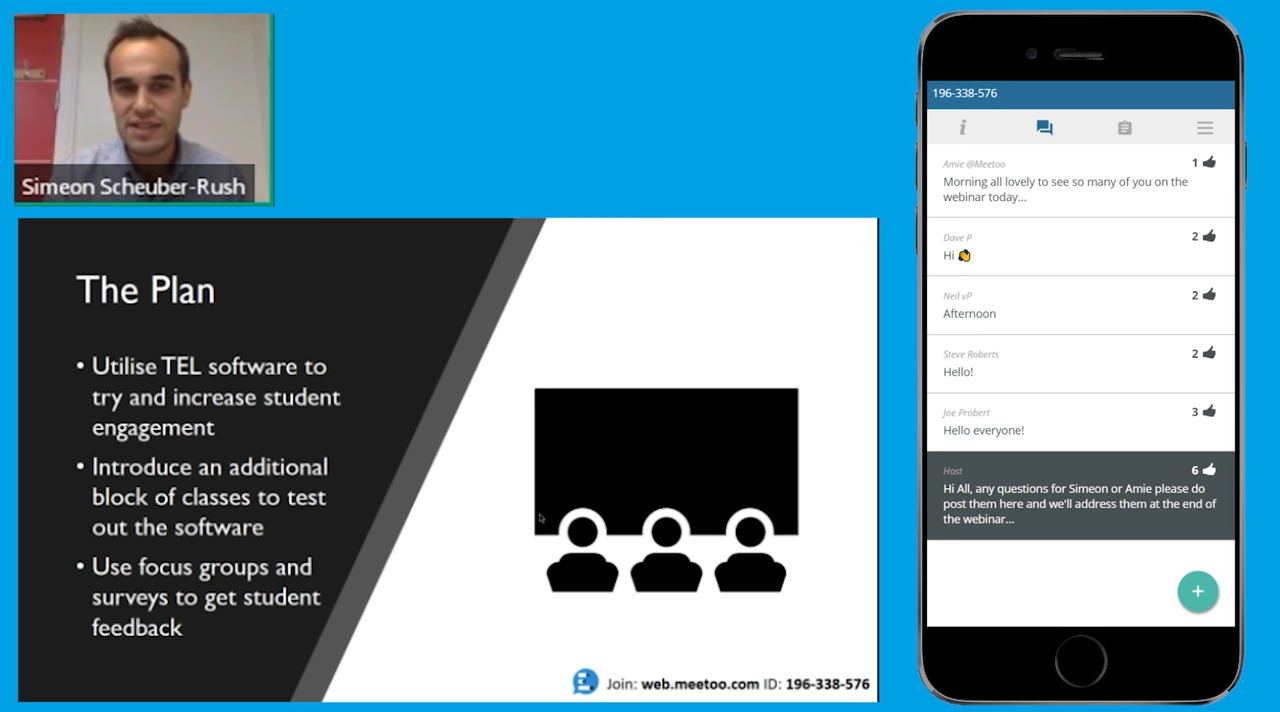 Simeon Scheuber-Rush
The Plan
• Utilise TEL software to
try and increase student
engagement
• Introduce an additional
block of classes to test
out the software
• Use focus groups and
surveys to get student
feedback
Join: web.meetoo.com ID: 196-338-576
196-338-576
Amie @Meetoo 1
Morning all lovely to see so many of you on the
webinar today...
Dave P 2
Hi
Neil vP 2
Afternoon
Steve Roberts 2
Hello!
Joe Probert 3
Hello everyone!
Host 6
Hi All, any questions for Simeon or Amie please do
post them here and we'll address them at the end of
the webinar...